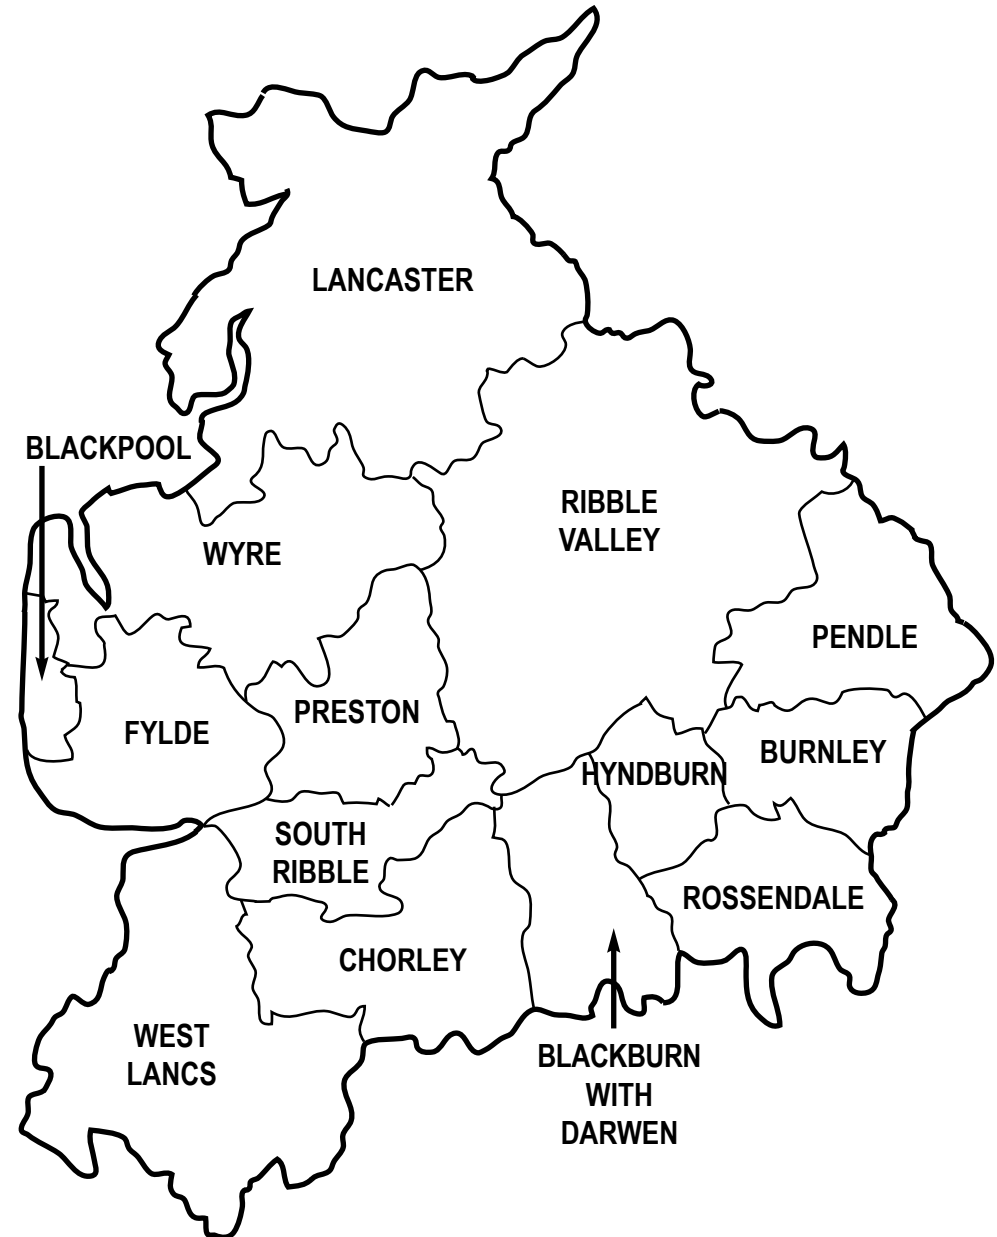 LANCASTER
BLACKPOOL
RIBBLE
VALLEY
WYRE
PENDLE
PRESTON
FYLDE
BURNLEY
HYNDBURN
SOUTH
RIBBLE
ROSSENDALE
CHORLEY
WEST
LANCS
BLACKBURN
WITH
DARWEN